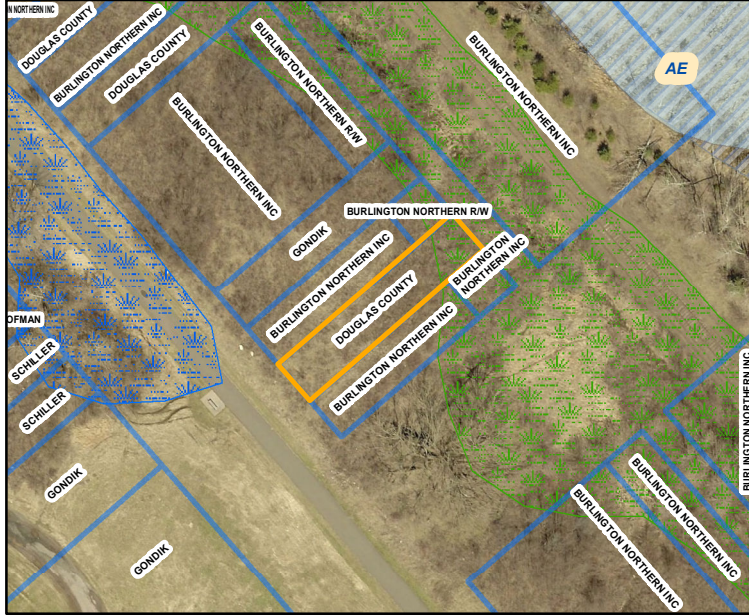 N NORTHERN INC
DOUGLAS COUNTY
BURLINGTON NORTHERN INC
DOUGLAS COUNTY
BURLINGTON NORTHERN INC
BURLINGTON NORTHERN R/W
BURLINGTON NORTHERN INC
AE
GONDIK
BURLINGTON NORTHERN R/W
BURLINGTON NORTHERN INC
DOUGLAS COUNTY
BURLINGTON
NORTHERN INC
BURLINGTON NORTHERN INC
OFMAN
SCHILLER
SCHILLER
GONDIK
GONDIK
BURLINGTON NORTHERN INC
BURLINGTON NORTHERN INC
BURLINGTON NORTHERN INC